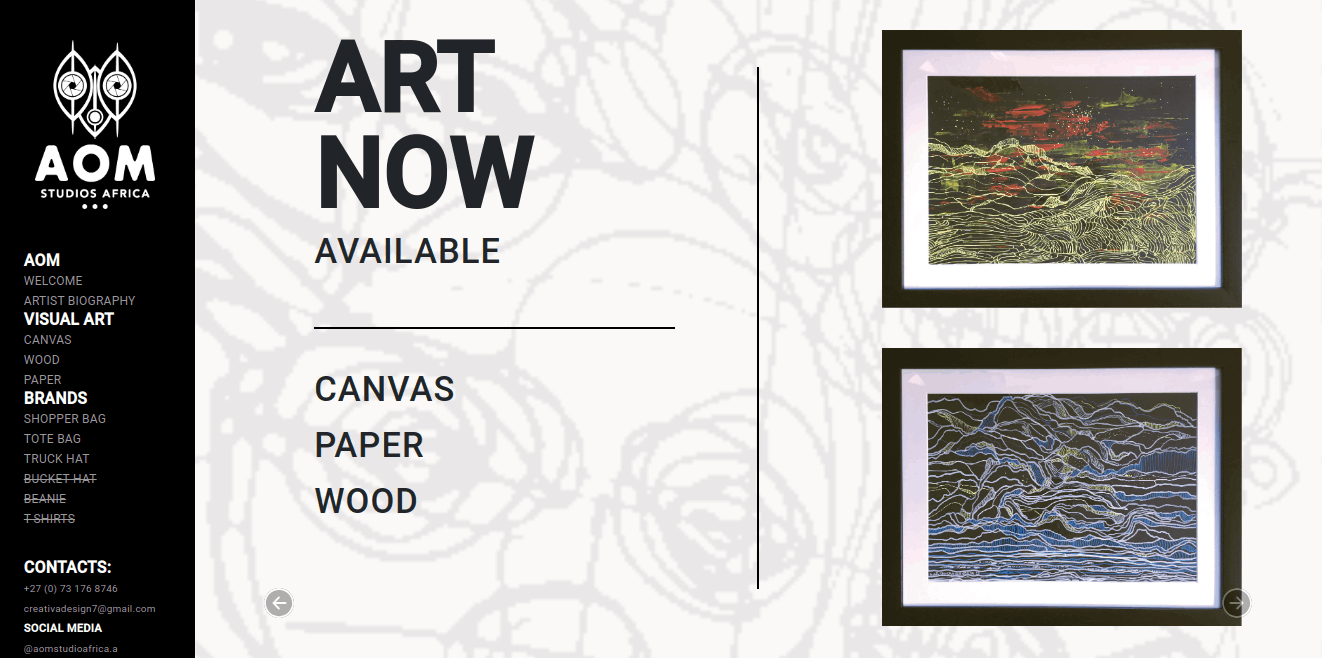 AOM
STUDIOS AFRICA
AOM
WELCOME
ARTIST BIOGRAPHY
VISUAL ART
CANVAS
WOOD
PAPER
BRANDS
SHOPPER BAG
TOTE BAG
TRUCK HAT
BUCKET HAT
BEANIE
T-SHIRTS
CONTACTS:
+27 (0) 73 176 8746
creativadesign7@gmail.com
SOCIAL MEDIA
@aomstudioafrica.a
ART
NOW
AVAILABLE
CANVAS
PAPER
WOOD